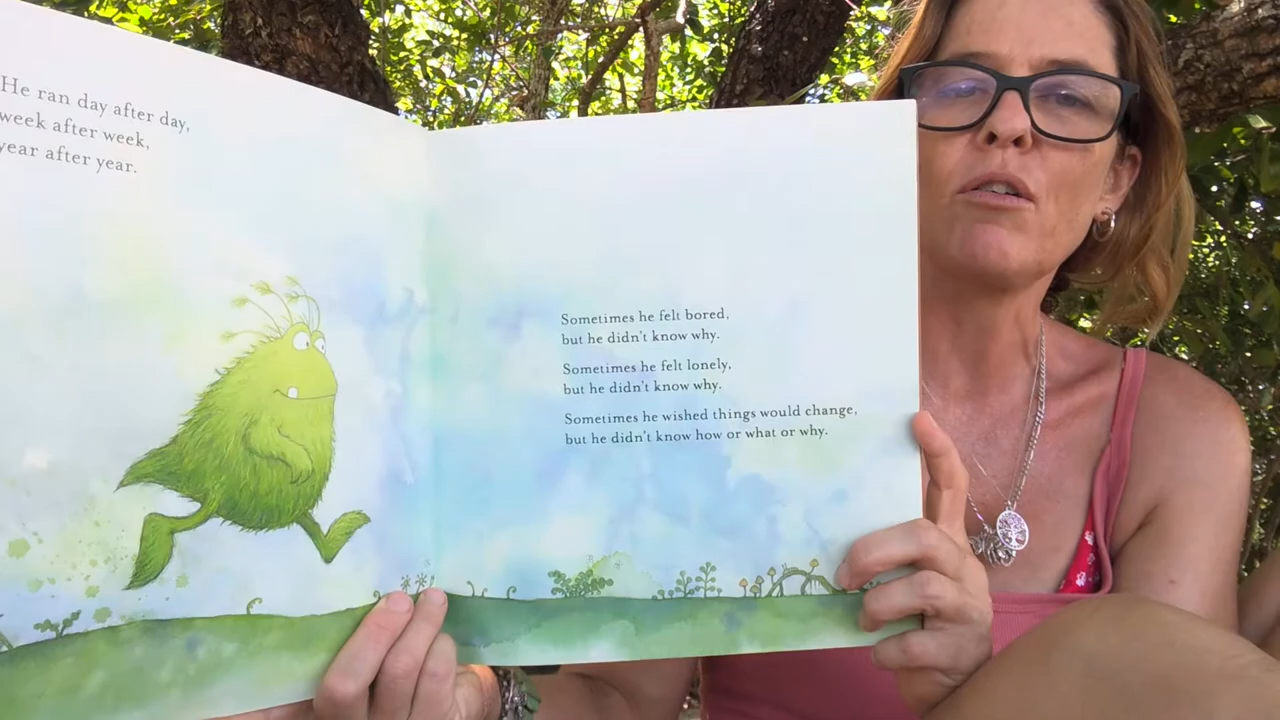 He ran day after day,
week after week,
year after year.
Sometimes he felt bored,
but he didn't know why.
Sometimes he felt lonely,
but he didn't know why.
Sometimes he wished things would change,
but he didn't know how or what or why.